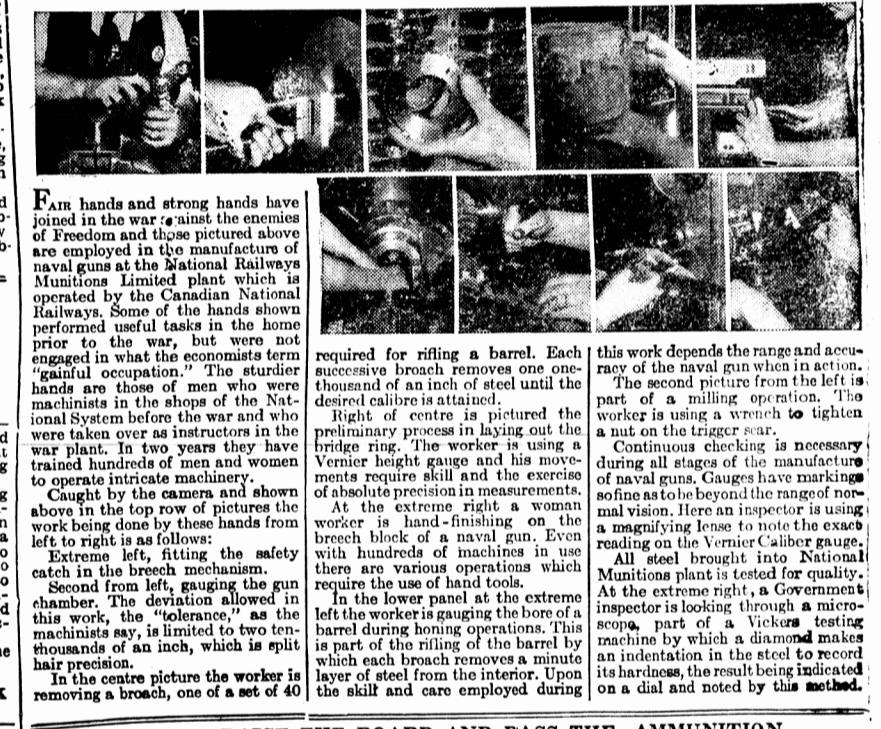 FAIR hands and strong hands have
joined in the war against the enemies
of Freedom and those pictured above
are employed in the manufacture of
naval guns at the National Railways
Munitions Limited plant which is
operated by the Canadian National
Railways. Some of the hands shown
performed useful tasks in the home
prior to the war, but were not
engaged in what the economists term
"gainful occupation." The sturdier
hands are those of men who were
machinists in the shops of the Nat-
ional System before the war and who
were taken over as instructors in the
war plant. In two years they have
trained hundreds of men and women
to operate intricate machinery.
Caught by the camera and shown
above in the top row of pictures the
work being done by these hands from
left to right is as follows:
Extreme left, fitting the safety
catch in the breech mechanism.
Second from left, gauging the gun
chamber. The deviation allowed in
this work, the "tolerance," as the
machinists say, is limited to two ten-
thousands of an inch, which is split
hair precision.
In the centre picture the worker is
removing a broach, one of a set of 40
required for rifling a barrel. Each
successive broach removes one one-
thousand of an inch of steel until the
desired calibre is attained.
Right of centre is pictured the
preliminary process in laying out the
bridge ring. The worker is using a
Vernier height gauge and his move-
ments require skill and the exercise
of absolute precision in measurements.
At the extreme right a woman
worker is hand-finishing on the
breech block of a naval gun. Even
with hundreds of machines in use
there are various operations which
require the use of hand tools.
In the lower panel at the extreme
left the worker is gauging the bore of a
barrel during honing operations. This
is part of the rifling of the barrel by
which each broach removes a minute
layer of steel from the interior. Upon
the skill and care employed during
this work depends the range and accu-
racy of the naval gun when in action.
The second picture from the left is
part of a milling operation. The
worker is using a wrench to tighten
a nut on the trigger sear.
Continuous checking is necessary
during all stages of the manufacture
of naval guns. Gauges have markings
so fine as to be beyond the range of nor-
mal vision. Here an inspector is using
a magnifying lense to note the exact
reading on the Vernier Caliber gauge.
All steel brought into National
Munitions plant is tested for quality.
At the extreme right, a Government
inspector is looking through a micro-
scope, part of a Vickers testing
machine by which a diamond makes
an indentation in the steel to record
its hardness, the result being indicated
on a dial and noted by this method.
THE BOARD AND PASS THE AMMUNITION